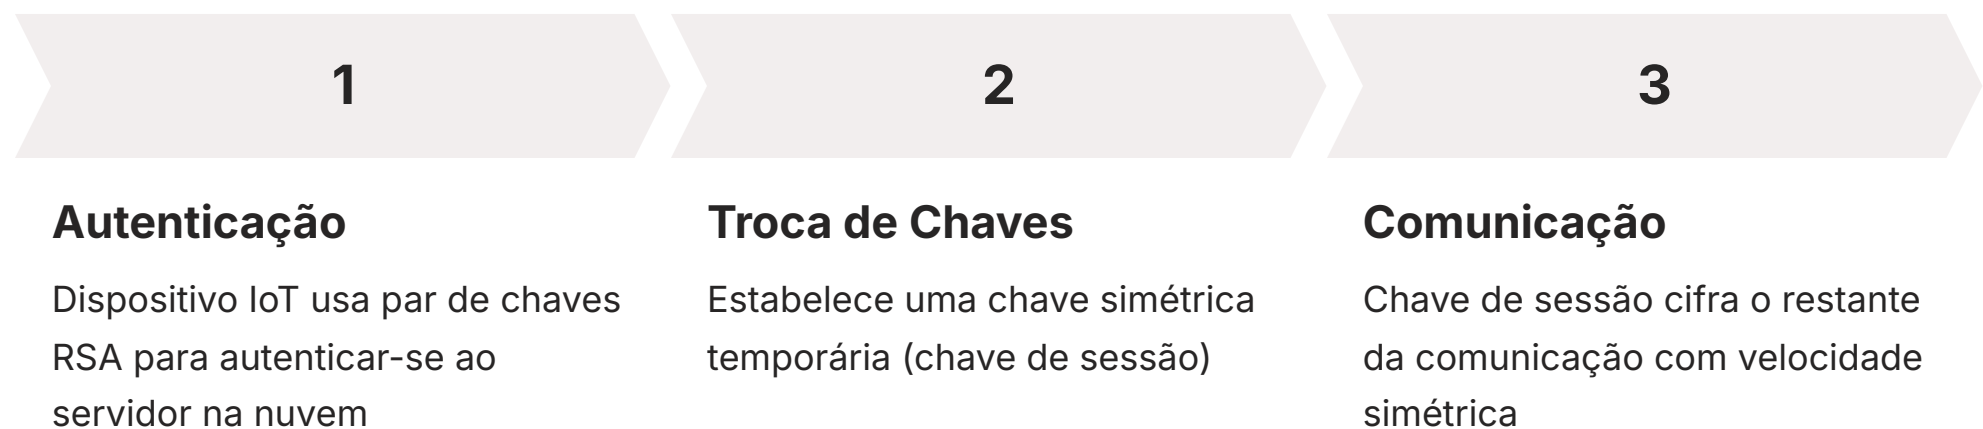 1
Autenticação
Dispositivo IoT usa par de chaves
RSA para autenticar-se ao
servidor na nuvem
2
Troca de Chaves
Estabelece uma chave simétrica
temporária (chave de sessão)
3
Comunicação
Chave de sessão cifra o restante
da comunicação com velocidade
simétrica